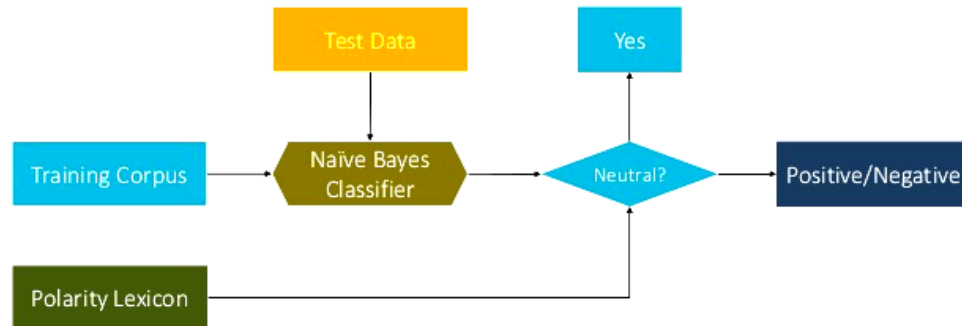 Test Data
Yes
Training Corpus
Naïve Bayes
Classifier
Neutral?
Positive/Negative
Polarity Lexicon